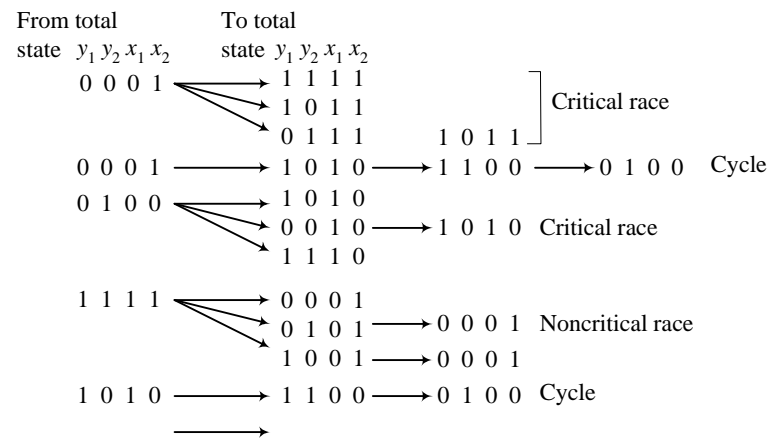 From total To total
state y₁ y₂ x₁ x₂ state y₁ y₂ x₁ x₂
0 0 0 1 1 1 1 1
1 0 1 1 Critical race
0 1 1 1 1 0 1 1
0 0 0 1 1 0 1 0 1 1 0 0 0 1 0 0 Cycle
0 1 0 0 1 0 1 0
0 0 1 0 1 0 1 0 Critical race
1 1 1 0
1 1 1 1 0 0 0 1
0 1 0 1 0 0 0 1 Noncritical race
1 0 0 1 0 0 0 1
1 0 1 0 1 1 0 0 0 1 0 0 Cycle